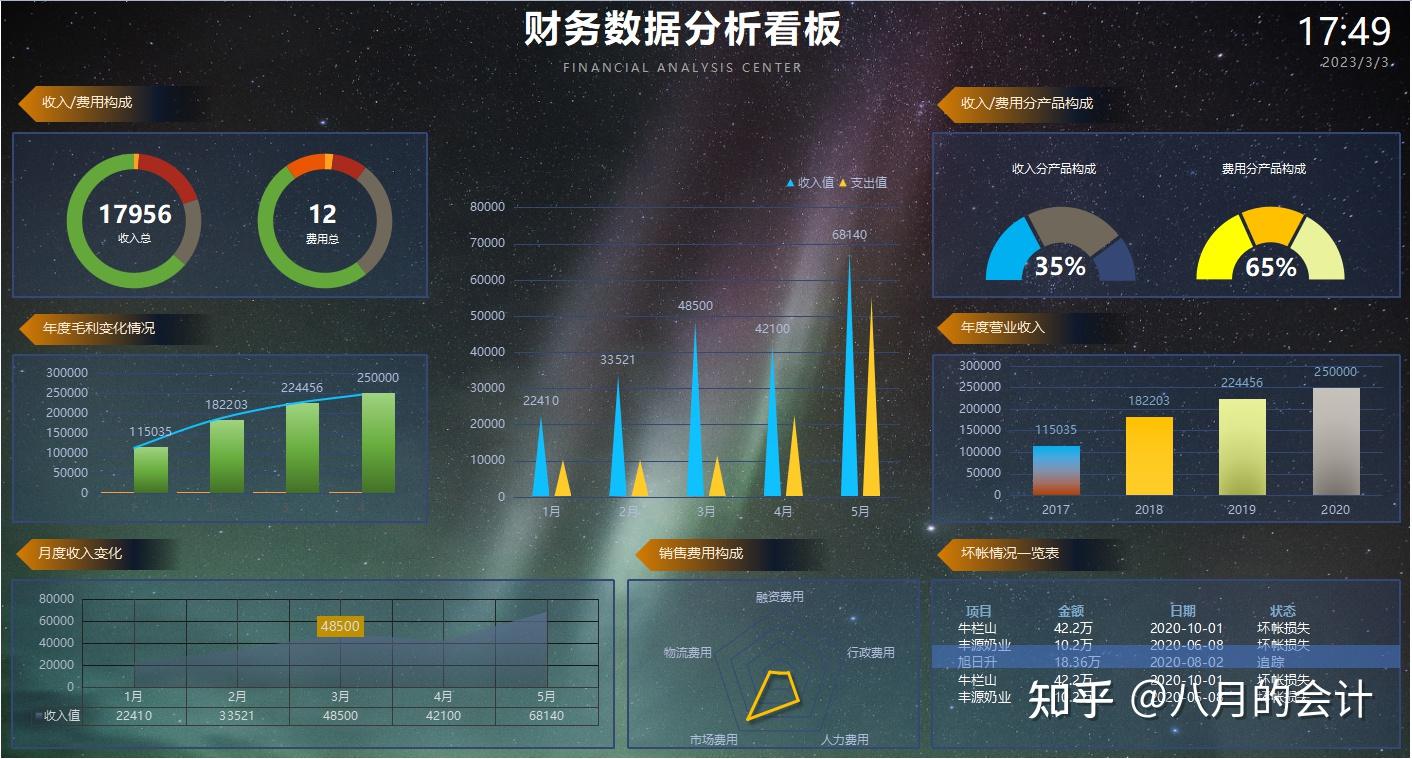 财务数据分析看板
FINANCIAL ANALYSIS CENTER
17:49
2023/3/3
收入/费用构成
17956
收入总
12
费用总
年度毛利变化情况
300000
250000
200000
150000
100000
50000
0
115035
182203
224456
250000
收入值 支出值
80000
70000
60000
50000
40000
30000
20000
10000
0
22410
33521
48500
42100
68140
1月 2月 3月 4月 5月
收入/费用分产品构成
收入分产品构成
费用分产品构成
35%
65%
年度营业收入
300000
250000
200000
150000
100000
50000
0
115035
182203
224456
250000
2017 2018 2019 2020
月度收入变化
80000
60000
40000
20000
0
48500
1月 2月 3月 4月 5月
收入值 22410 33521 48500 42100 68140
销售费用构成
融资费用
行政费用
人力费用
市场费用
物流费用
坏帐情况一览表
项目 金额 日期 状态
牛栏山 42.2万 2020-10-01 坏帐损失
丰源奶业 10.2万 2020-06-08 坏帐损失
旭日升 18.36万 2020-08-02 追踪
牛栏山 42.2万 2020-10-01 坏帐损失
丰源奶业
知乎 @八月的会计